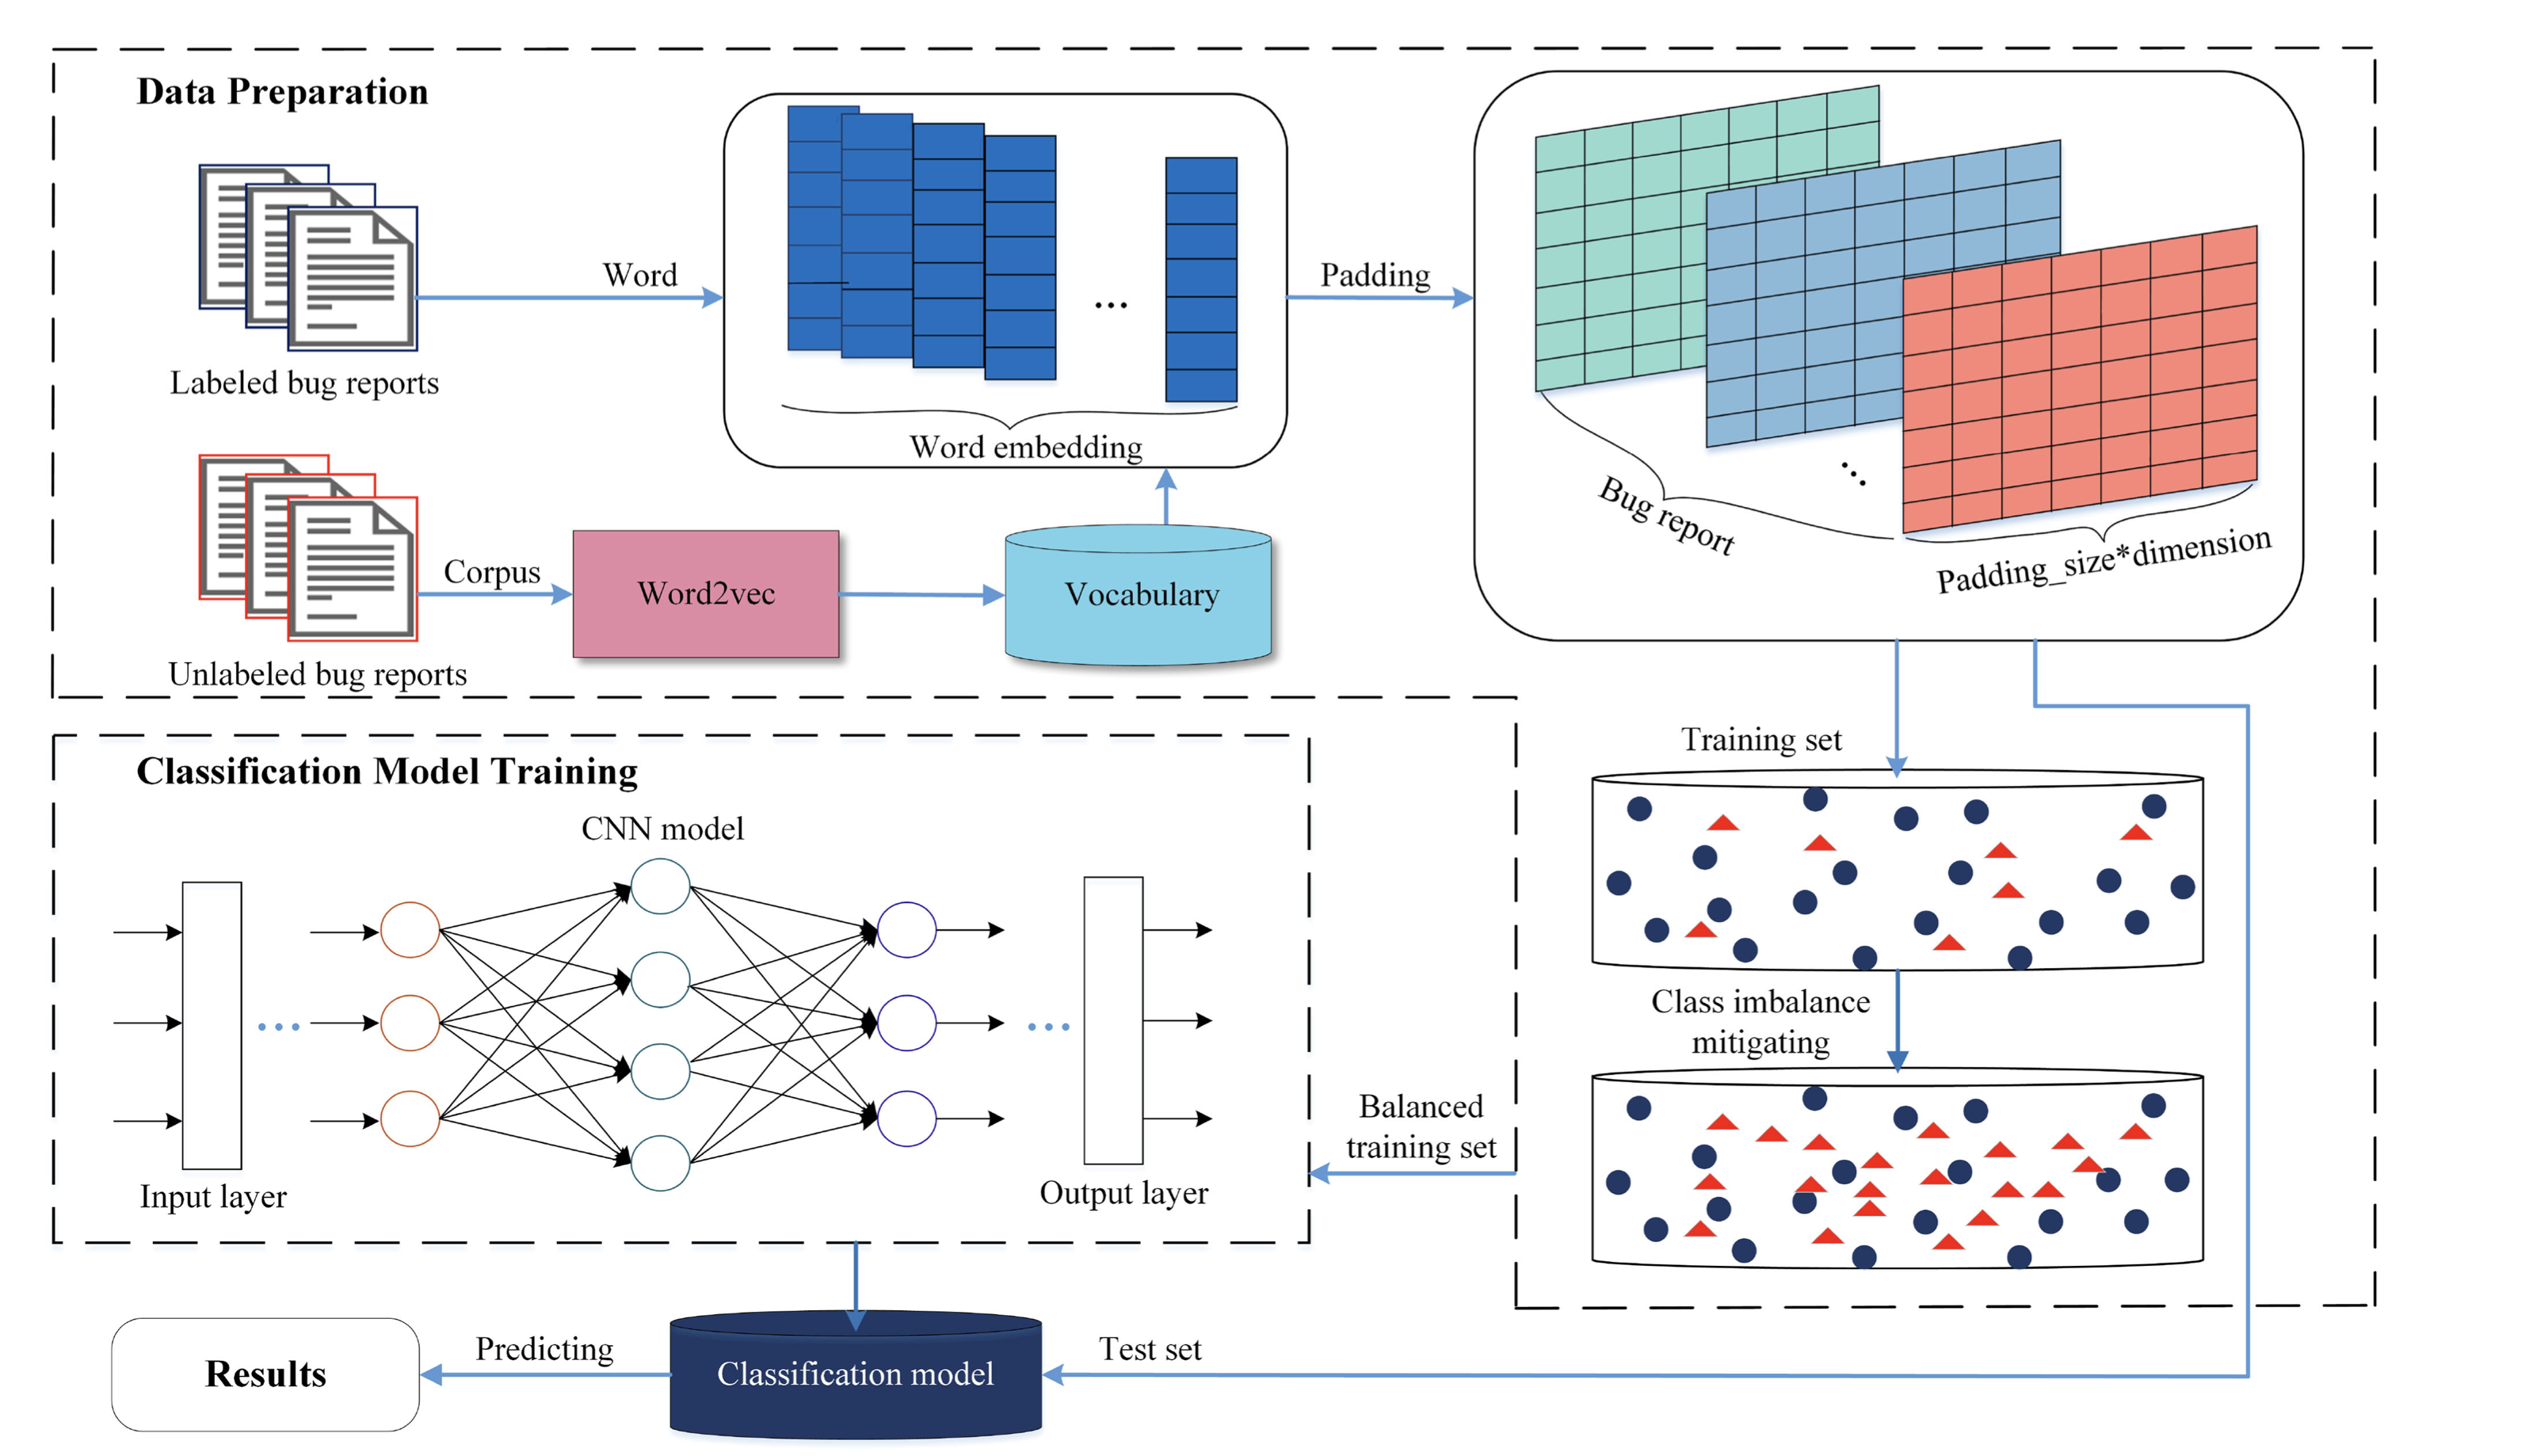 Data Preparation
Labeled bug reports
Word
...
Word embedding
Padding
Bug report
Padding_size*dimension
Unlabeled bug reports
Corpus
Word2vec
Vocabulary
Training set
Class imbalance
mitigating
Balanced
training set
Classification Model Training
CNN model
Input layer
Output layer
Test set
Classification model
Predicting
Results